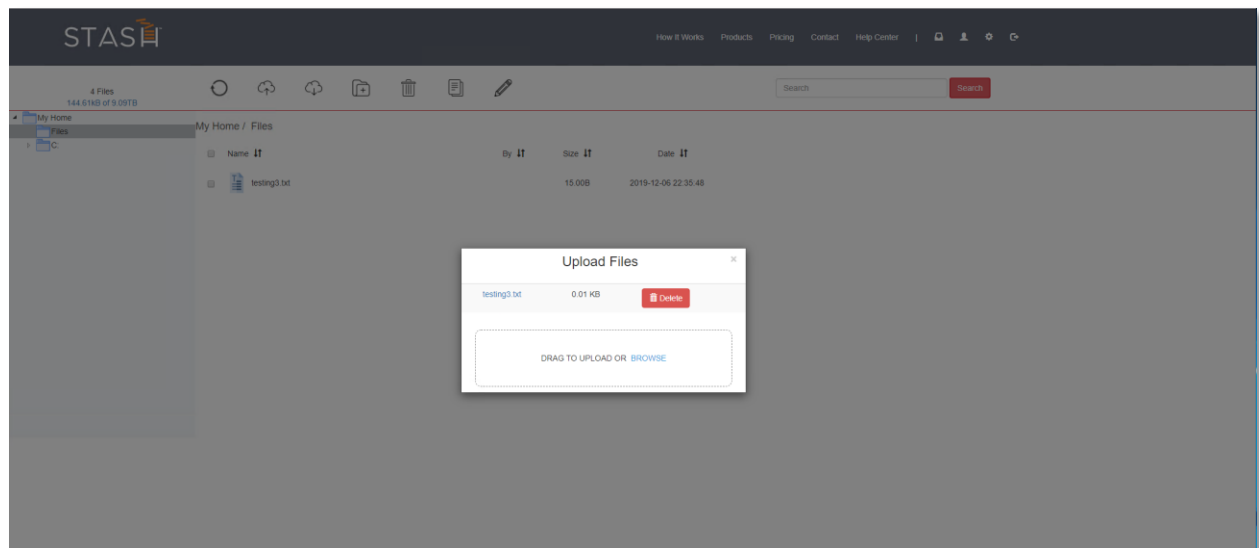 STASH
How It Works Products Pricing Contact Help Center |
4 Files
144.61kB of 9.09TB
Search Search
My Home
Files
C:
My Home / Files
Name By Size Date
testing3.txt 15.00B 2019-12-06 22:35:48
Upload Files ×
testing3.txt 0.01 KB Delete
DRAG TO UPLOAD OR BROWSE